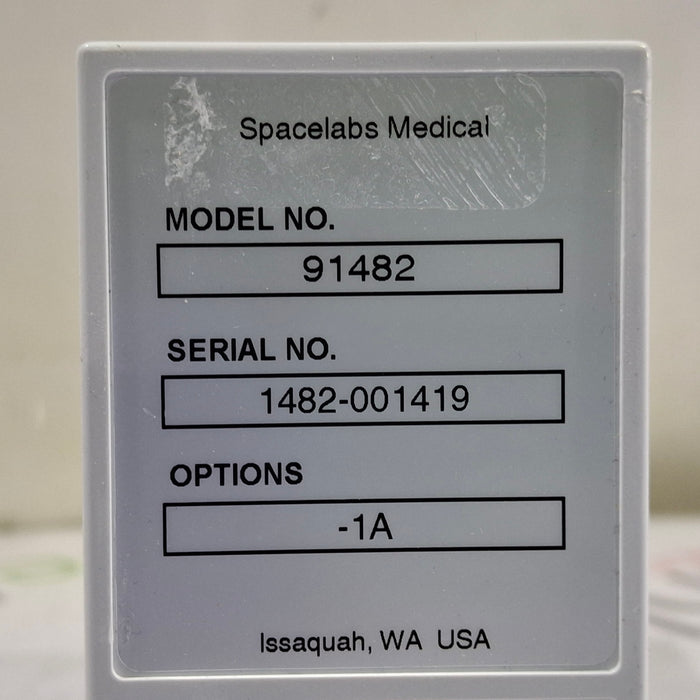 Spacelabs Medical
MODEL NO.
91482
SERIAL NO.
1482-001419
OPTIONS
-1A
Issaquah, WA USA